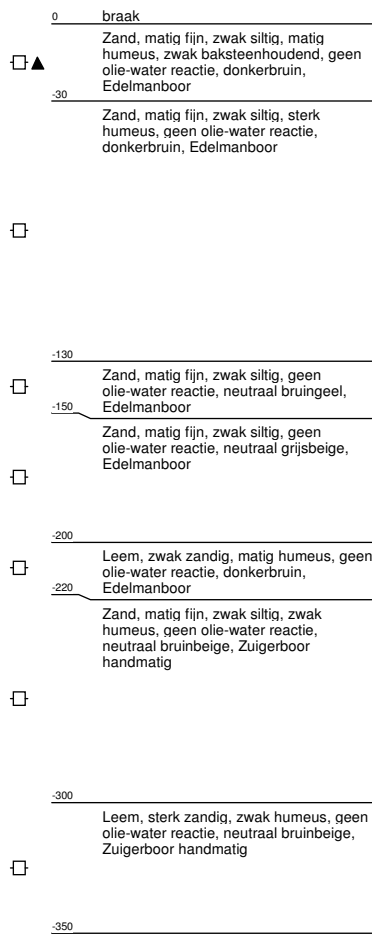 0 braak
Zand, matig fijn, zwak siltig, matig
humeus, zwak baksteenhoudend, geen
olie-water reactie, donkerbruin,
Edelmanboor
-30
Zand, matig fijn, zwak siltig, sterk
humeus, geen olie-water reactie,
donkerbruin, Edelmanboor
-130
Zand, matig fijn, zwak siltig, geen
olie-water reactie, neutraal bruingeel,
Edelmanboor
-150
Zand, matig fijn, zwak siltig, geen
olie-water reactie, neutraal grijsbeige,
Edelmanboor
-200
Leem, zwak zandig, matig humeus, geen
olie-water reactie, donkerbruin,
Edelmanboor
-220
Zand, matig fijn, zwak siltig, zwak
humeus, geen olie-water reactie,
neutraal bruinbeige, Zuigerboor
handmatig
-300
Leem, sterk zandig, zwak humeus, geen
olie-water reactie, neutraal bruinbeige,
Zuigerboor handmatig
-350